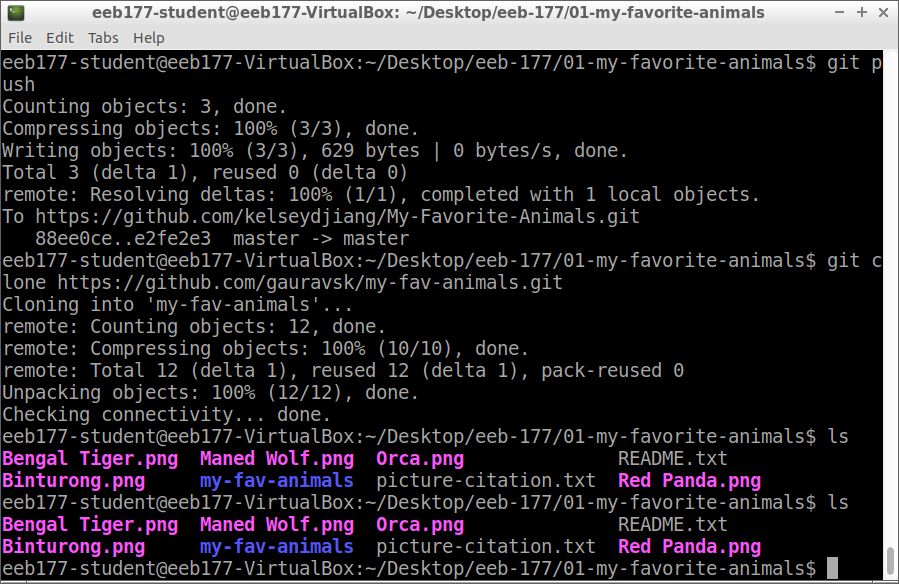 eeb177-student@eeb177-VirtualBox: ~/Desktop/eeb-177/01-my-favorite-animals
File Edit Tabs Help
eeb177-student@eeb177-VirtualBox:~/Desktop/eeb-177/01-my-favorite-animals$ git p
ush
Counting objects: 3, done.
Compressing objects: 100% (3/3), done.
Writing objects: 100% (3/3), 629 bytes | 0 bytes/s, done.
Total 3 (delta 1), reused 0 (delta 0)
remote: Resolving deltas: 100% (1/1), completed with 1 local objects.
To https://github.com/kelseydjiang/My-Favorite-Animals.git
   88ee0ce..e2fe2e3  master -> master
eeb177-student@eeb177-VirtualBox:~/Desktop/eeb-177/01-my-favorite-animals$ git c
lone https://github.com/gauravsk/my-fav-animals.git
Cloning into 'my-fav-animals'...
remote: Counting objects: 12, done.
remote: Compressing objects: 100% (10/10), done.
remote: Total 12 (delta 1), reused 12 (delta 1), pack-reused 0
Unpacking objects: 100% (12/12), done.
Checking connectivity... done.
eeb177-student@eeb177-VirtualBox:~/Desktop/eeb-177/01-my-favorite-animals$ ls
Bengal Tiger.png  Maned Wolf.png  Orca.png              README.txt
Binturong.png     my-fav-animals  picture-citation.txt  Red Panda.png
eeb177-student@eeb177-VirtualBox:~/Desktop/eeb-177/01-my-favorite-animals$ ls
Bengal Tiger.png  Maned Wolf.png  Orca.png              README.txt
Binturong.png     my-fav-animals  picture-citation.txt  Red Panda.png
eeb177-student@eeb177-VirtualBox:~/Desktop/eeb-177/01-my-favorite-animals$